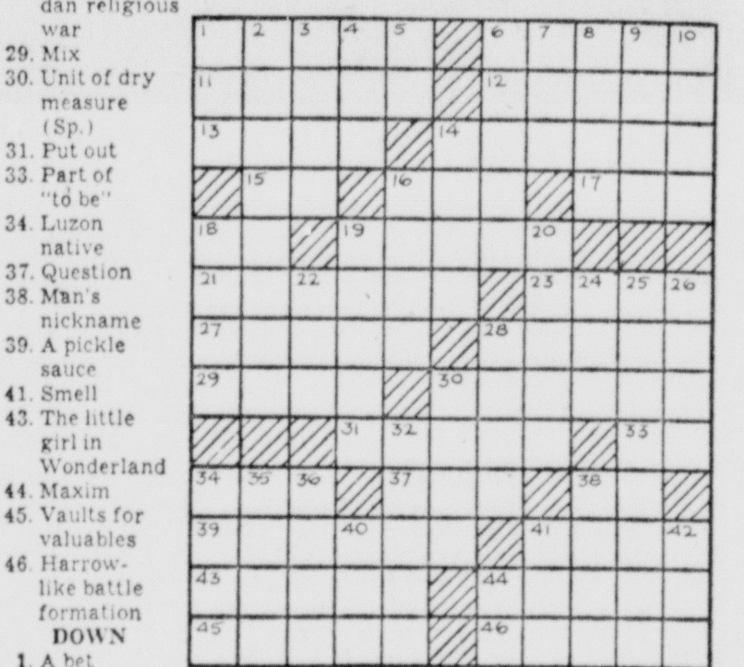 dan religious
war
29. Mix
30. Unit of dry
measure
(Sp.)
31. Put out
33. Part of
"to be"
34. Luzon
native
37. Question
38. Man's
nickname
39. A pickle
sauce
41. Smell
43. The little
girl in
Wonderland
44. Maxim
45. Vaults for
valuables
46. Harrow-
like battle
formation
DOWN
1. A bet
1 2 3 4 5 6 7 8 9 10
11 12
13 14
15 16 17
18 19 20
21 22 23 24 25 26
27 28
29 30
31 32 33
34 35 36 37 38
39 40 41 42
43 44
45 46